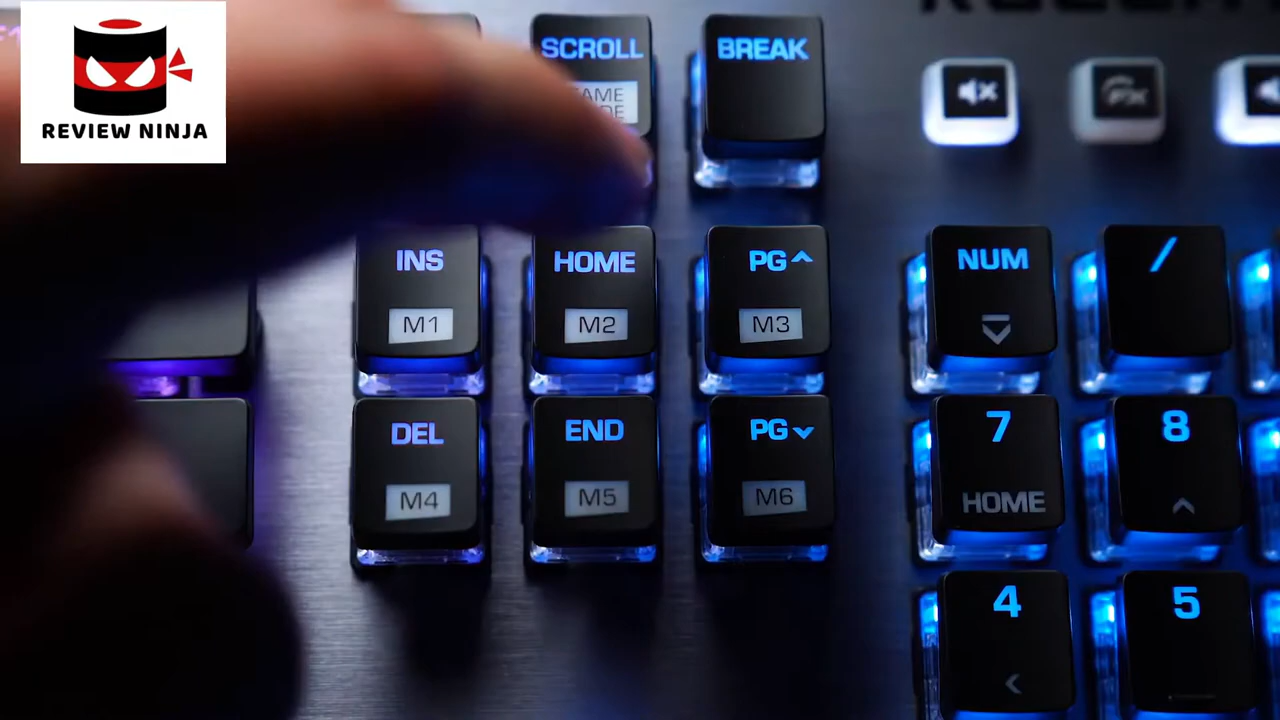 REVIEW NINJA
SCROLL
BREAK
INS
M1
HOME
M2
PG
M3
NUM
/
DEL
M4
END
M5
PG
M6
7
HOME
8
4
5